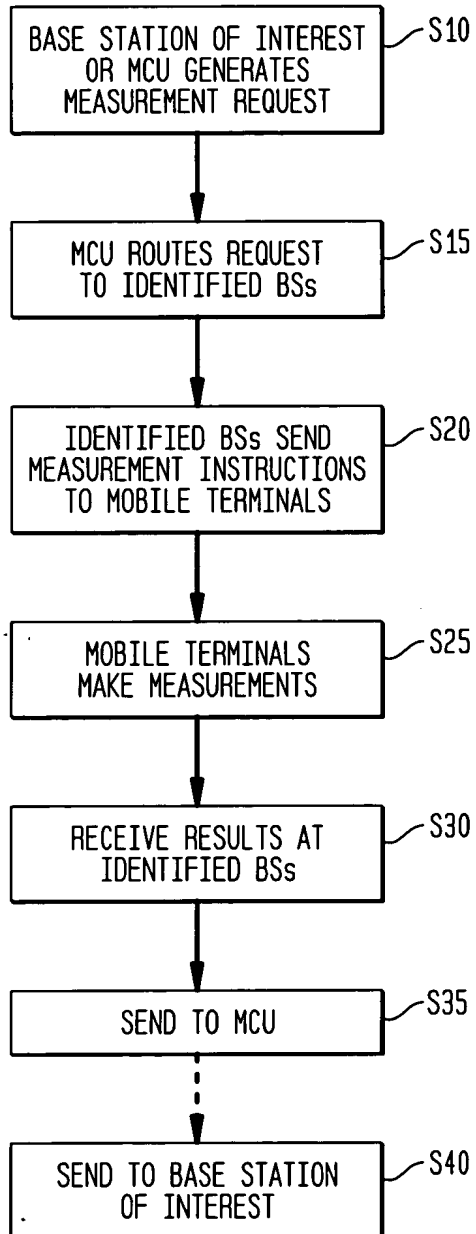 BASE STATION OF INTEREST
OR MCU GENERATES
MEASUREMENT REQUEST
S10
MCU ROUTES REQUEST
TO IDENTIFIED BSs
S15
IDENTIFIED BSs SEND
MEASUREMENT INSTRUCTIONS
TO MOBILE TERMINALS
S20
MOBILE TERMINALS
MAKE MEASUREMENTS
S25
RECEIVE RESULTS AT
IDENTIFIED BSs
S30
SEND TO MCU
S35
SEND TO BASE STATION
OF INTEREST
S40